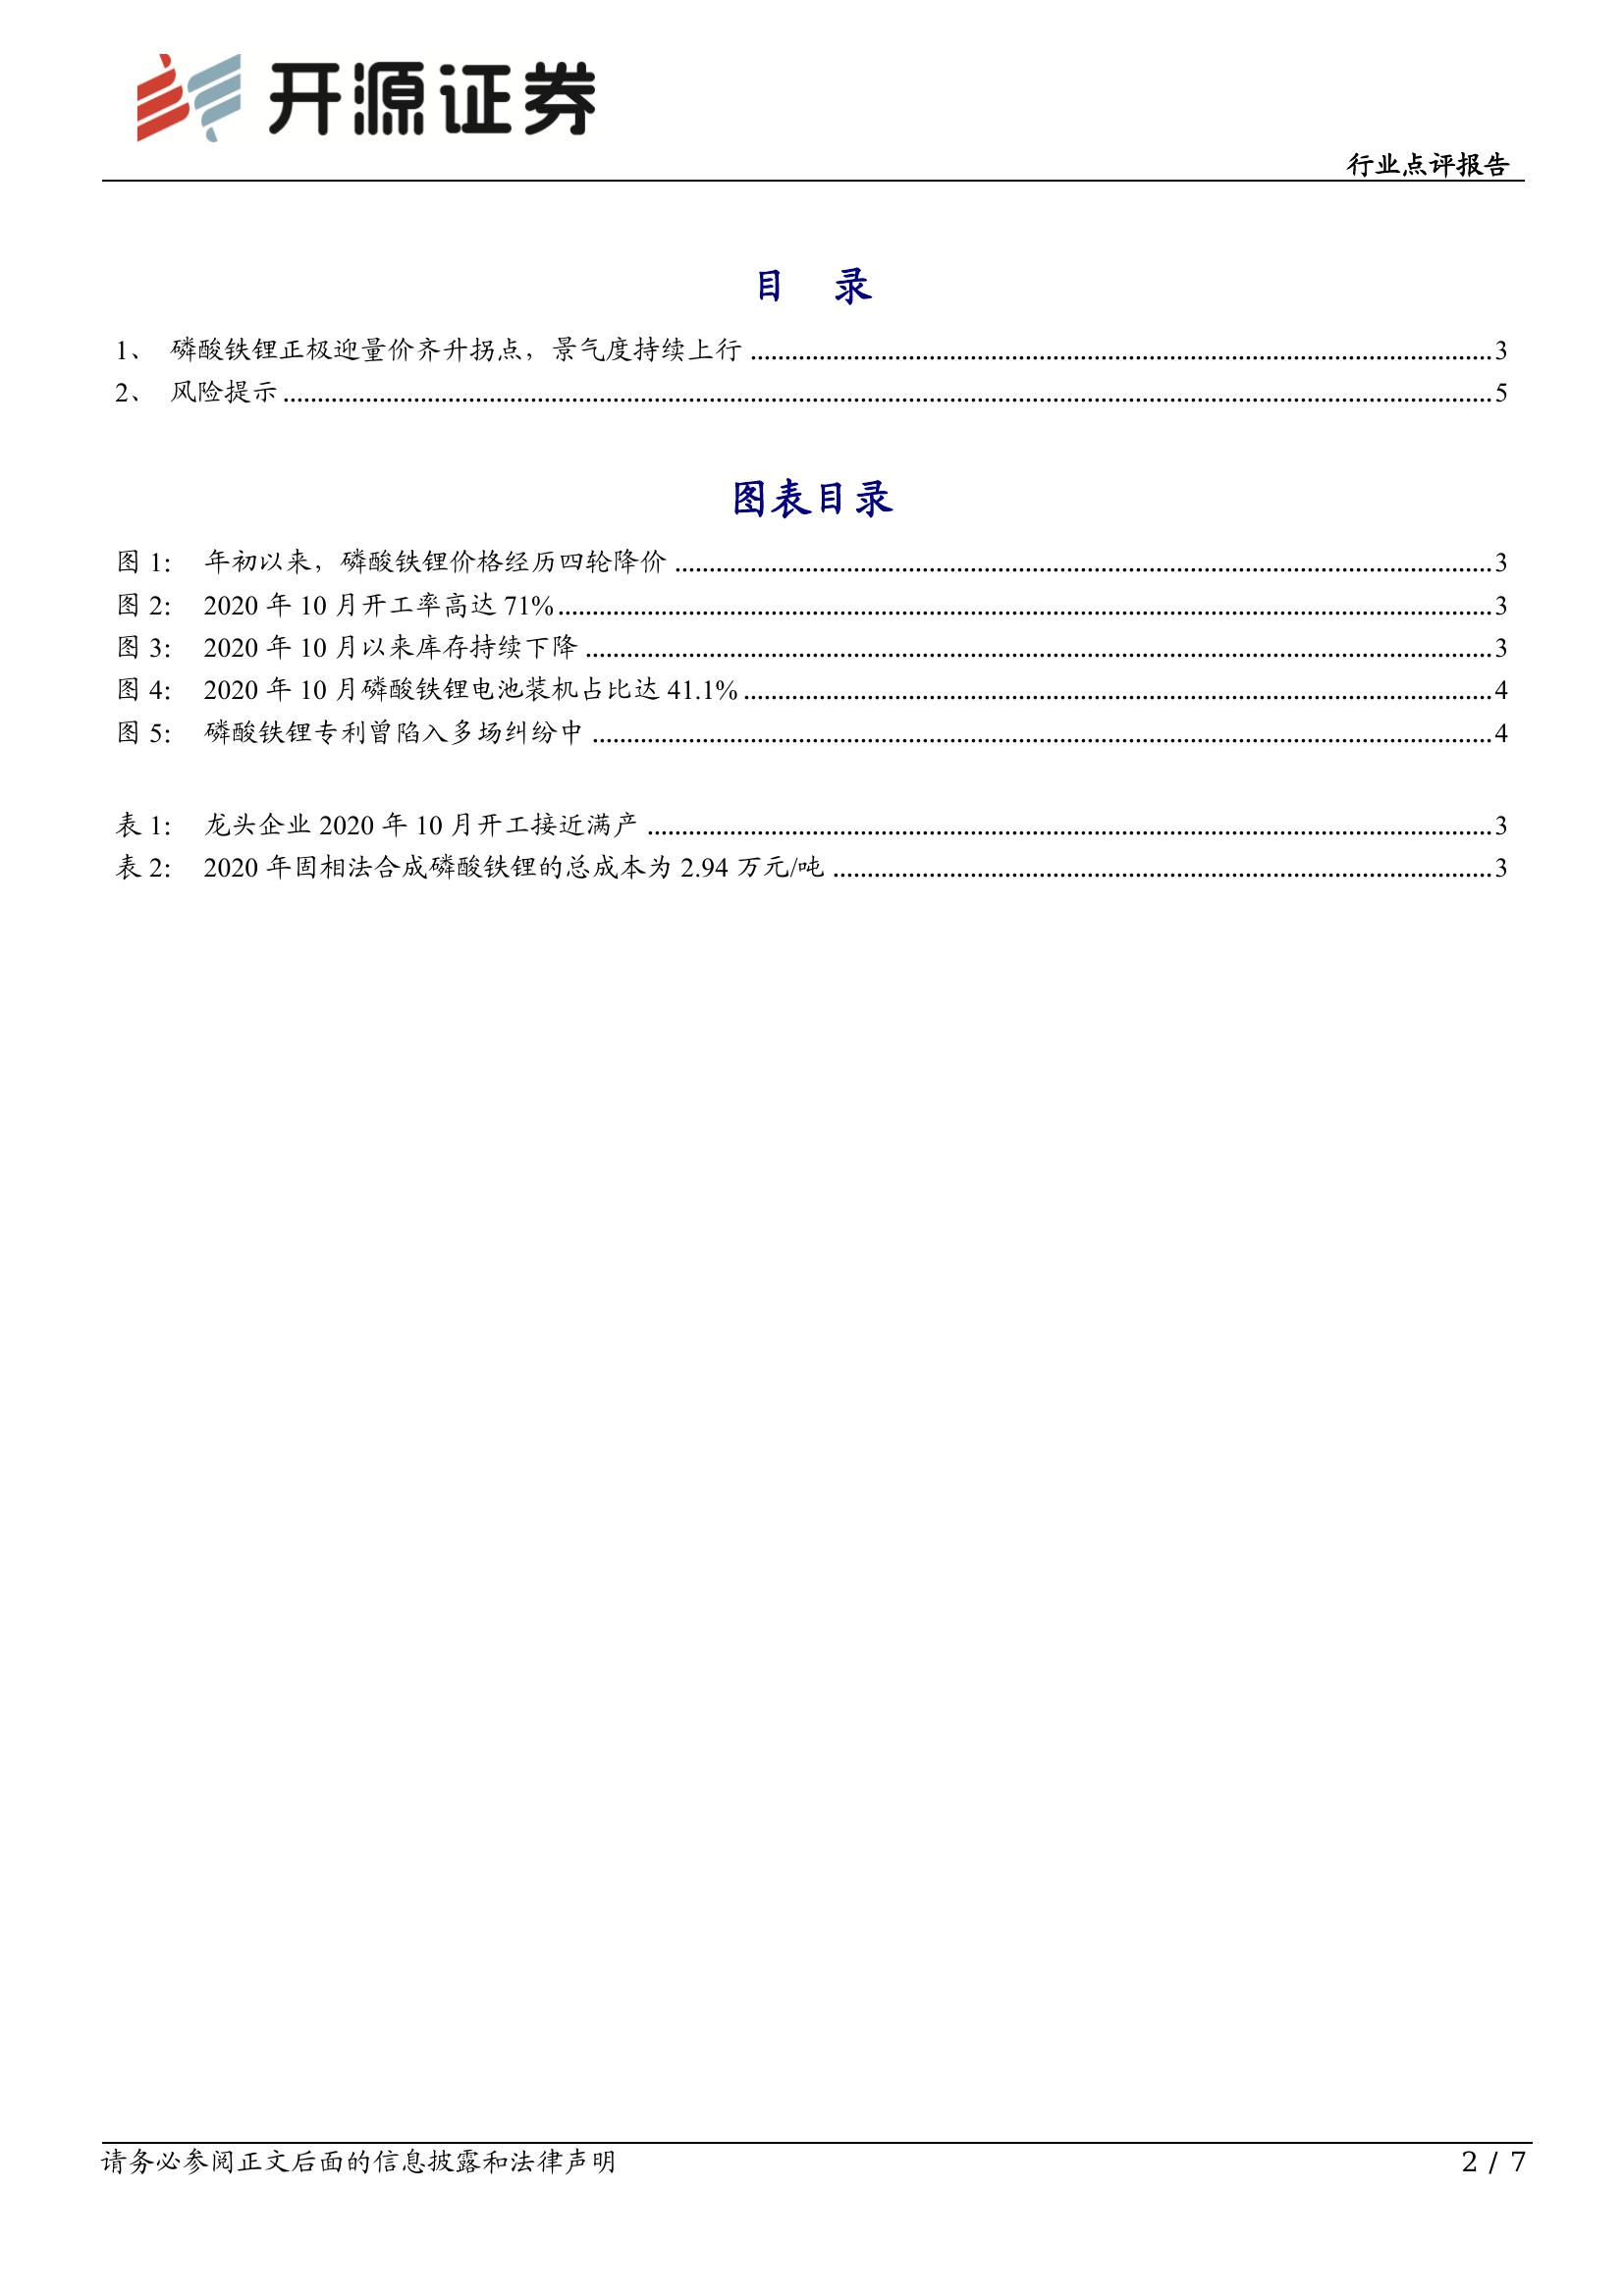 开源证券
行业点评报告
目 录
1、 磷酸铁锂正极迎量价齐升拐点，景气度持续上行 3
2、 风险提示 5
图表目录
图 1： 年初以来，磷酸铁锂价格经历四轮降价 3
图 2： 2020 年 10 月开工率高达 71% 3
图 3： 2020 年 10 月以来库存持续下降 3
图 4： 2020 年 10 月磷酸铁锂电池装机占比达 41.1% 4
图 5： 磷酸铁锂专利曾陷入多场纠纷中 4
表 1： 龙头企业 2020 年 10 月开工接近满产 3
表 2： 2020 年固相法合成磷酸铁锂的总成本为 2.94 万元/吨 3
请务必参阅正文后面的信息披露和法律声明 2 / 7